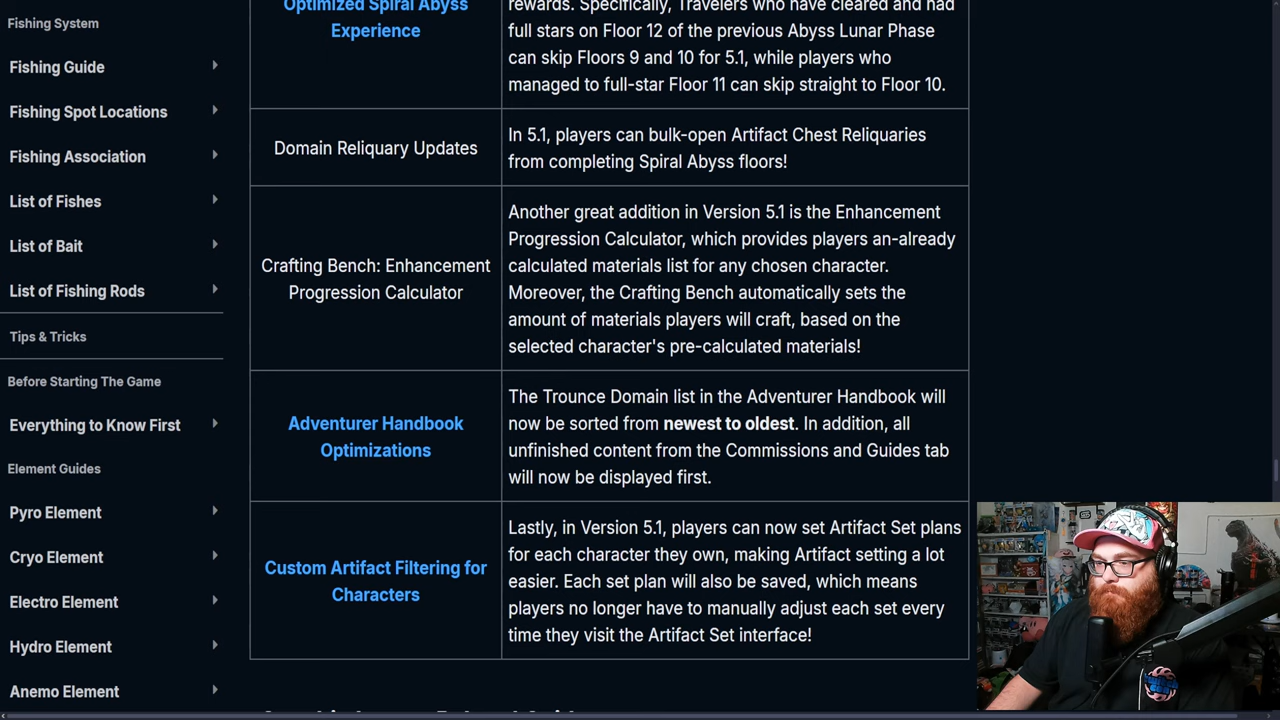 Fishing System
Fishing Guide
Fishing Spot Locations
Fishing Association
List of Fishes
List of Bait
List of Fishing Rods
Tips & Tricks
Before Starting The Game
Everything to Know First
Element Guides
Pyro Element
Cryo Element
Electro Element
Hydro Element
Anemo Element
Optimized Spiral Abyss
Experience
rewards. Specifically, Travelers who have cleared and had
full stars on Floor 12 of the previous Abyss Lunar Phase
can skip Floors 9 and 10 for 5.1, while players who
managed to full-star Floor 11 can skip straight to Floor 10.
Domain Reliquary Updates
In 5.1, players can bulk-open Artifact Chest Reliquaries
from completing Spiral Abyss floors!
Crafting Bench: Enhancement
Progression Calculator
Another great addition in Version 5.1 is the Enhancement
Progression Calculator, which provides players an-already
calculated materials list for any chosen character.
Moreover, the Crafting Bench automatically sets the
amount of materials players will craft, based on the
selected character's pre-calculated materials!
Adventurer Handbook
Optimizations
The Trounce Domain list in the Adventurer Handbook will
now be sorted from newest to oldest. In addition, all
unfinished content from the Commissions and Guides tab
will now be displayed first.
Custom Artifact Filtering for
Characters
Lastly, in Version 5.1, players can now set Artifact Set plans
for each character they own, making Artifact setting a lot
easier. Each set plan will also be saved, which means
players no longer have to manually adjust each set every
time they visit the Artifact Set interface!